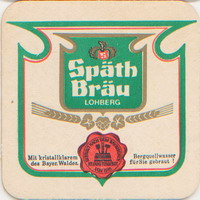 Späth
Bräu
LOHBERG
Mit kristallklarem
des Bayer. Waldes.
Bergquellwasser
für Sie gebraut!